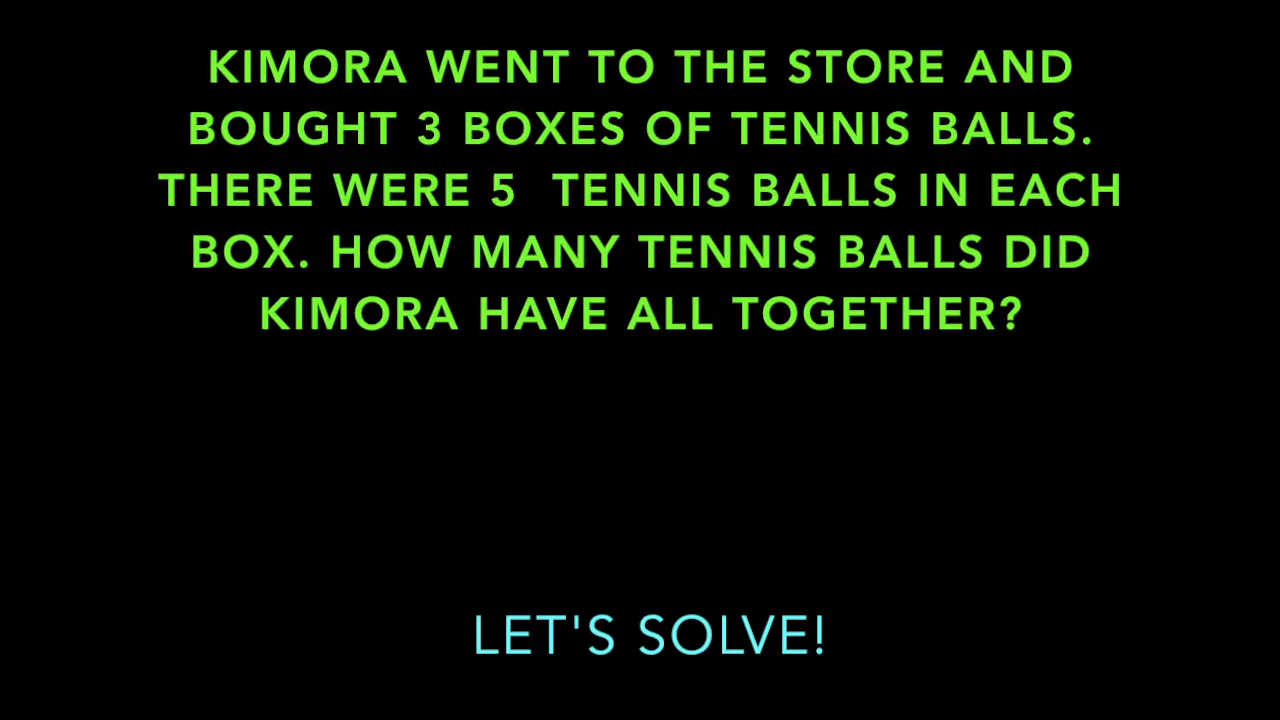 KIMORA WENT TO THE STORE AND
BOUGHT 3 BOXES OF TENNIS BALLS.
THERE WERE 5  TENNIS BALLS IN EACH
BOX. HOW MANY TENNIS BALLS DID
KIMORA HAVE ALL TOGETHER?
LET'S SOLVE!